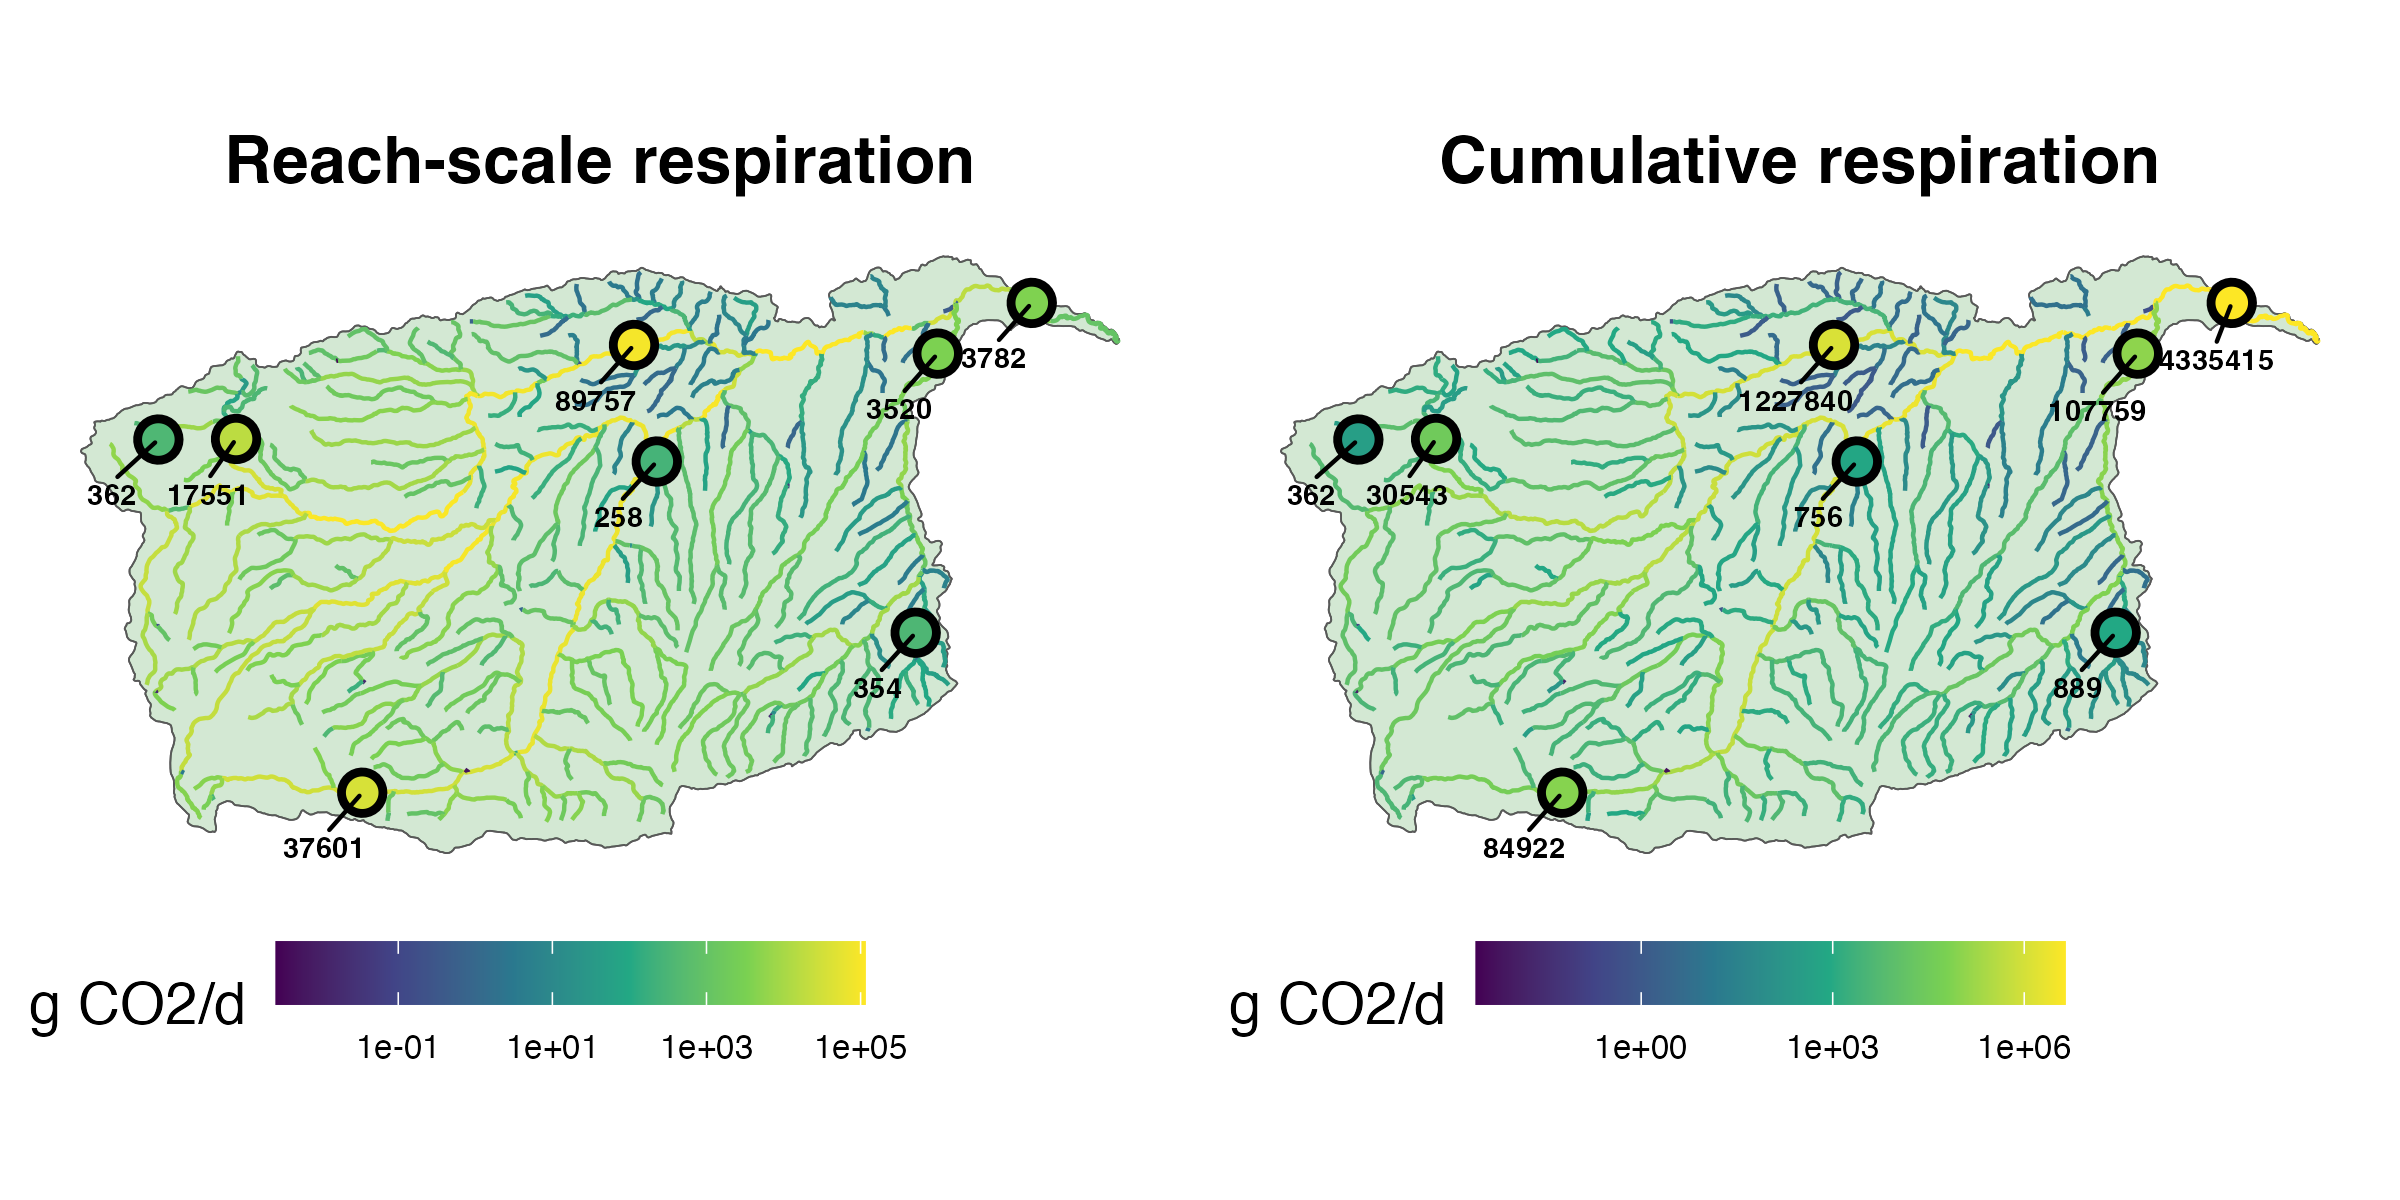 Reach-scale respiration
89757
3782
3520
362
17551
258
354
37601
g CO2/d
1e-01
1e+01
1e+03
1e+05
Cumulative respiration
1227840
4335415
107759
362
30543
756
889
84922
g CO2/d
1e+00
1e+03
1e+06